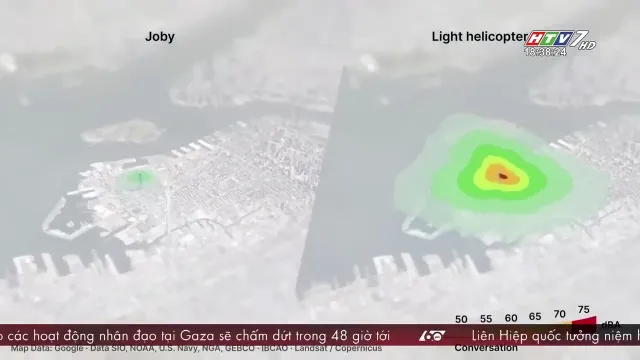 Joby
Light helicopter
HTV7 HD
18:38:24
50 55 60 65 70 75
dBA
Conversation
o các hoạt động nhân đạo tại Gaza sẽ chấm dứt trong 48 giờ tới
60
Liên Hiệp quốc tưởng niệm
Map Data: Google · Data SIO, NOAA, U.S. Navy, NGA, GEBCO · IBCAO · Landsat / Copernicus